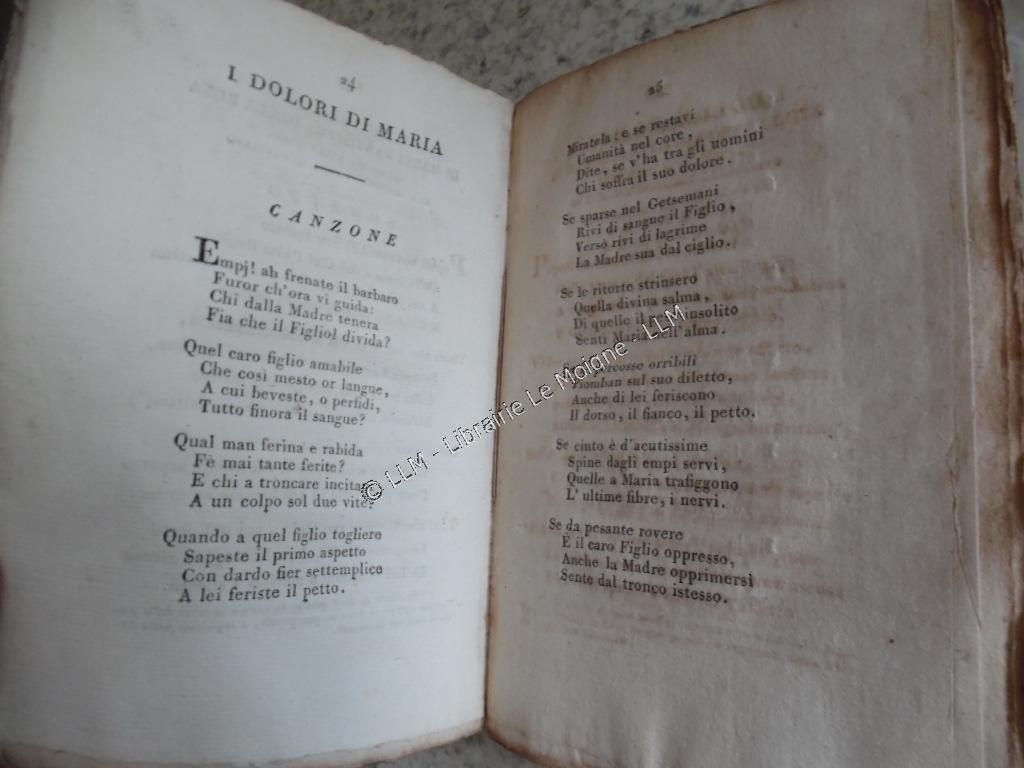 24
I DOLORI DI MARIA
CANZONE
Empj! ah frenate il barbaro
Furor ch'ora vi guida:
Chi dalla Madre tenera
Fia che il Figliol divida?
Quel caro figlio amabile
Che così mesto or langue,
A cui beveste, o perfidi,
Tutto finora il sangue?
Qual man ferina e rabida
Fè mai tante ferite?
E chi a troncare incita
A un colpo sol due vite?
Quando a quel figlio togliere
Sapeste il primo aspetto
Con dardo fier settemplice
A lei feriste il petto.
25
Miratela: e se restavi
Umanità nel core,
Dite, se v'ha tra gli uomini
Chi soffra il suo dolore.
Se sparse nel Getsemani
Rivi di sangue il Figlio,
Versò rivi di lagrime
La Madre sua dal ciglio.
Se le ritorte strinsero
Quella divina salma,
Di quelle il insolito
Sentì Maria nell'alma.
percosse orribili
Piomban sul suo diletto,
Anche di lei feriscono
Il dorso, il fianco, il petto.
Se cinto è d'acutissime
Spine dagli empi servi,
Quelle a Maria trafiggono
L'ultime fibre, i nervi.
Se da pesante rovere
È il caro Figlio oppresso,
Anche la Madre opprimersi
Sente dal tronco istesso.
© LLM - Librairie Le Moiane LLM